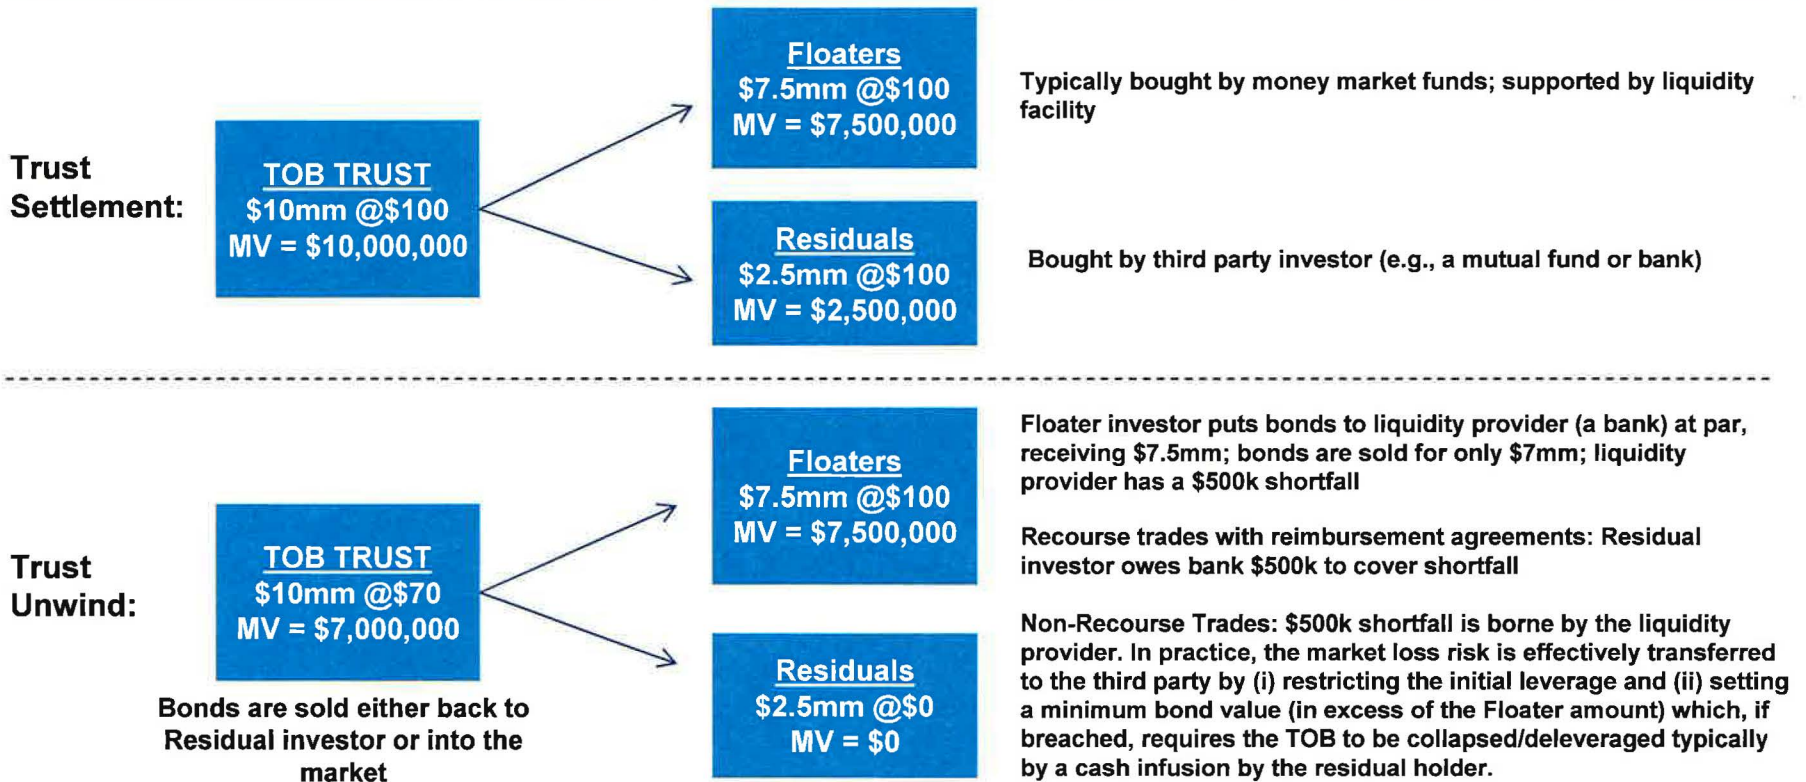 Trust
Settlement:
TOB TRUST
$10mm @$100
MV = $10,000,000
Floaters
$7.5mm @$100
MV = $7,500,000
Typically bought by money market funds; supported by liquidity
facility
Residuals
$2.5mm @$100
MV = $2,500,000
Bought by third party investor (e.g., a mutual fund or bank)
Trust
Unwind:
TOB TRUST
$10mm @$70
MV = $7,000,000
Bonds are sold either back to
Residual investor or into the
market
Floaters
$7.5mm @$100
MV = $7,500,000
Residuals
$2.5mm @$0
MV = $0
Floater investor puts bonds to liquidity provider (a bank) at par,
receiving $7.5mm; bonds are sold for only $7mm; liquidity
provider has a $500k shortfall
Recourse trades with reimbursement agreements: Residual
investor owes bank $500k to cover shortfall
Non-Recourse Trades: $500k shortfall is borne by the liquidity
provider. In practice, the market loss risk is effectively transferred
to the third party by (i) restricting the initial leverage and (ii) setting
a minimum bond value (in excess of the Floater amount) which, if
breached, requires the TOB to be collapsed/deleveraged typically
by a cash infusion by the residual holder.